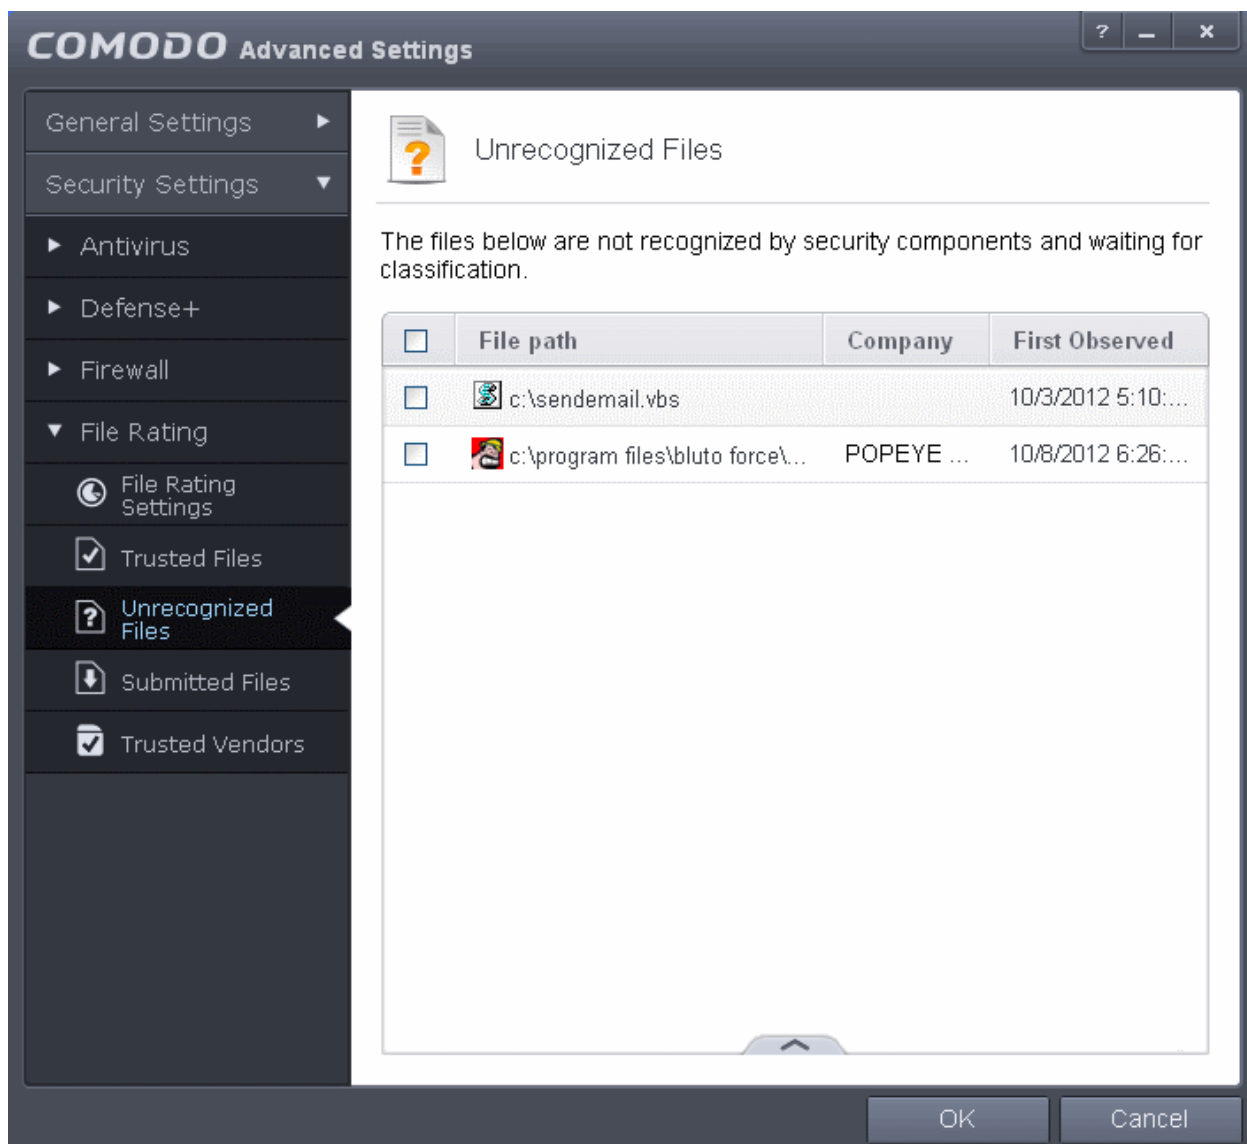 COMODO Advanced Settings
?
General Settings
Security Settings
Antivirus
Defense+
Firewall
File Rating
File Rating
Settings
Trusted Files
Unrecognized
Files
Submitted Files
Trusted Vendors
Unrecognized Files
The files below are not recognized by security components and waiting for
classification.
File path Company First Observed
c:\sendemail.vbs 10/3/2012 5:10:...
c:\program files\bluto force\... POPEYE ... 10/8/2012 6:26:...
OK Cancel